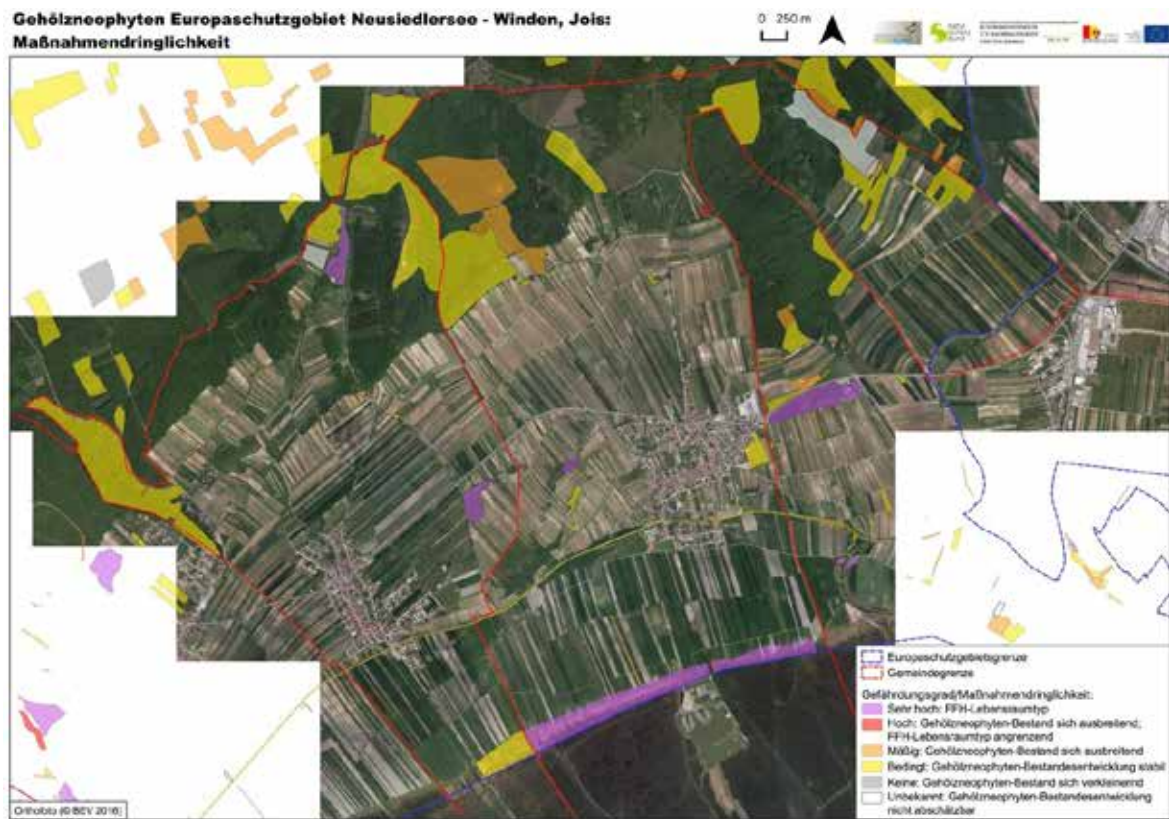 Gehölzneophyten Europaschutzgebiet Neusiedlersee - Winden, Jois:
Maßnahmendringlichkeit
0 250 m
Europaschutzgebietsgrenze
Gemeindegrenze
Gefährdungsgrad/Maßnahmendringlichkeit:
Sehr hoch: FFH-Lebensraumtyp
Hoch: Gehölzneophyten-Bestand sich ausbreitend,
FFH-Lebensraumtyp angrenzend
Mäßig: Gehölzneophyten-Bestand sich ausbreitend
Bedingt: Gehölzneophyten-Bestandesentwicklung stabil
Keine: Gehölzneophyten-Bestand sich verkleinernd
Unbekannt: Gehölzneophyten-Bestandesentwicklung
nicht abschätzbar
Orthofoto (© BEV 2016)